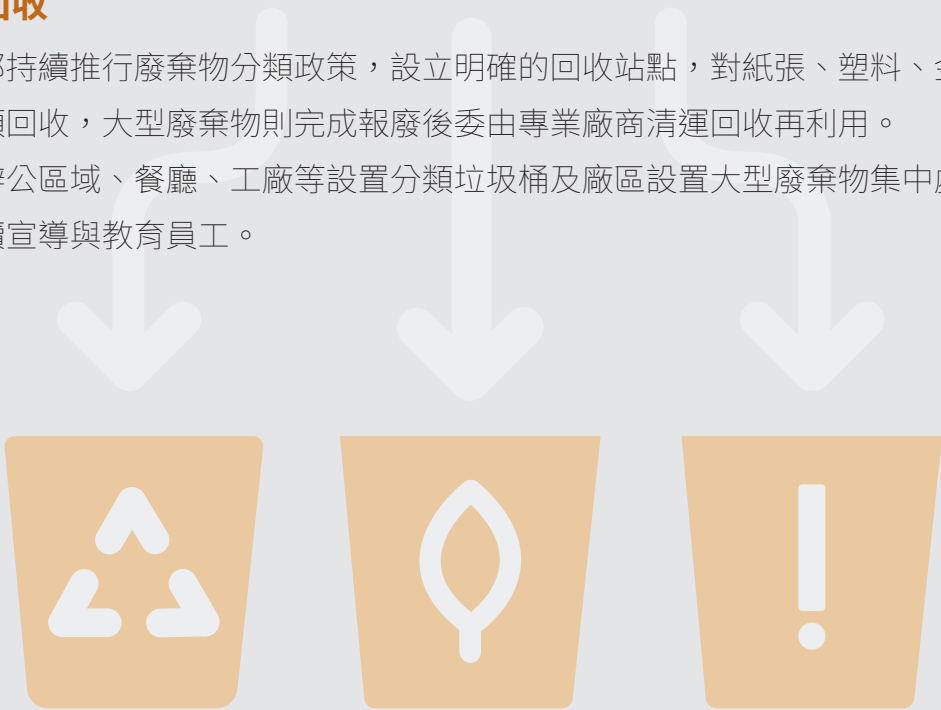 回收
持續推行廢棄物分類政策，設立明確的回收站點，對紙張、塑料、
回收，大型廢棄物則完成報廢後委由專業廠商清運回收再利用。
公區域、餐廳、工廠等設置分類垃圾桶及廠區設置大型廢棄物集中
宣導與教育員工。